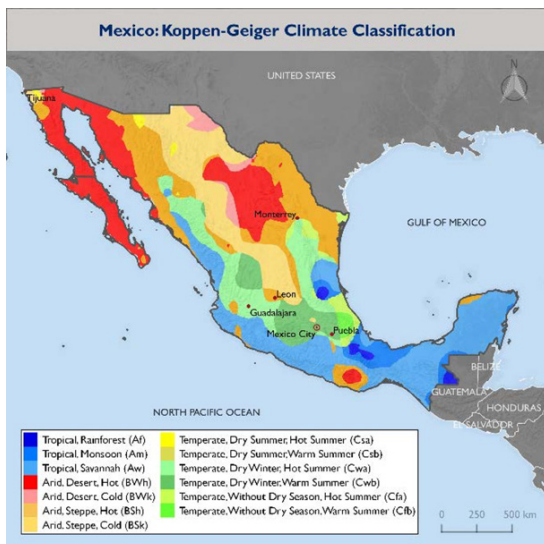 Mexico: Koppen-Geiger Climate Classification
UNITED STATES
N
Tijuana
Monterrey
GULF OF MEXICO
Leon
Guadalajara
Mexico City
Puebla
BELIZE
GUATEMALA
HONDURAS
EL SALVADOR
NORTH PACIFIC OCEAN
Tropical, Rainforest (Af)
Tropical, Monsoon (Am)
Tropical, Savannah (Aw)
Arid, Desert, Hot (BWh)
Arid, Desert, Cold (BWk)
Arid, Steppe, Hot (BSh)
Arid, Steppe, Cold (BSk)
Temperate, Dry Summer, Hot Summer (Csa)
Temperate, Dry Summer, Warm Summer (Csb)
Temperate, Dry Winter, Hot Summer (Cwa)
Temperate, Dry Winter, Warm Summer (Cwb)
Temperate, Without Dry Season, Hot Summer (Cfa)
Temperate, Without Dry Season, Warm Summer (Cfb)
0 250 500 km